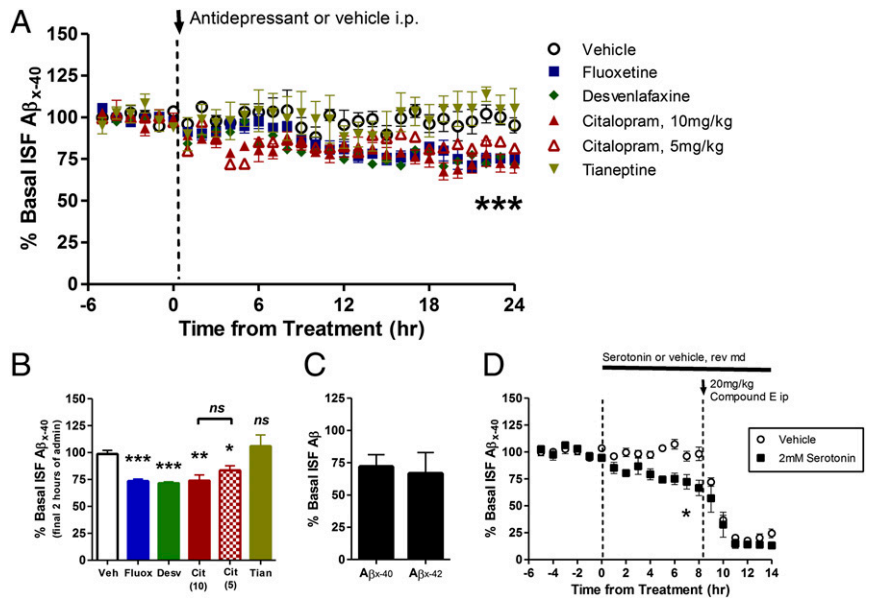 A
Antidepressant or vehicle i.p.
% Basal ISF Aβx-40
150
125
100
75
50
25
0
-6 0 6 12 18 24
Time from Treatment (hr)
***
Vehicle
Fluoxetine
Desvenlafaxine
Citalopram, 10mg/kg
Citalopram, 5mg/kg
Tianeptine
B
% Basal ISF Aβx-40
(final 2 hours of admin)
150
125
100
75
50
25
0
*** *** ** * ns
ns
Veh Fluox Desv Cit (10) Cit (5) Tian
C
% Basal ISF Aβ
125
100
75
50
25
0
Aβx-40 Aβx-42
D
Serotonin or vehicle, rev md
20mg/kg
Compound E ip
% Basal ISF Aβx-40
150
125
100
75
50
25
0
*
-6 -4 -2 0 2 4 6 8 10 12 14
Time from Treatment (hr)
Vehicle
2mM Serotonin